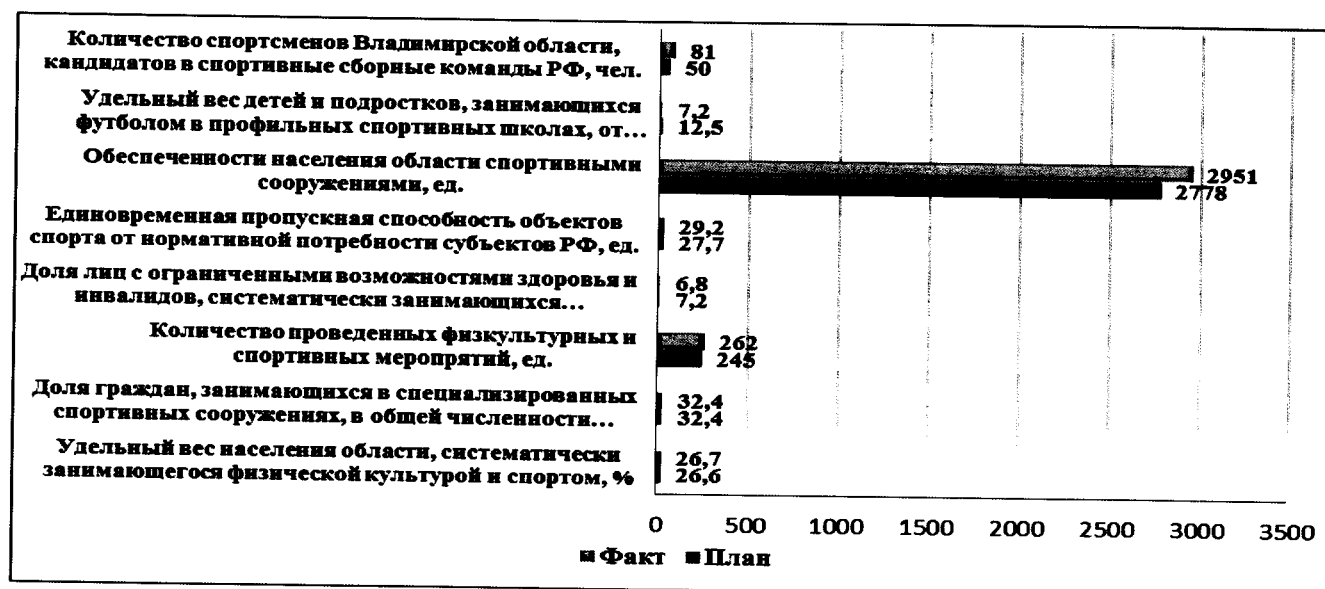 Количество спортсменов Владимирской области,
кандидатов в спортивные сборные команды РФ, чел.
81
50
Удельный вес детей и подростков, занимающихся
футболом в профильных спортивных школах, от...
7,2
12,5
Обеспеченности населения области спортивными
сооружениями, ед.
2951
2778
Единовременная пропускная способность объектов
спорта от нормативной потребности субъектов РФ, ед.
29,2
27,7
Доля лиц с ограниченными возможностями здоровья и
инвалидов, систематически занимающихся...
6,8
7,2
Количество проведенных физкультурных и
спортивных меропрятий, ед.
262
245
Доля граждан, занимающихся в специализированных
спортивных сооружениях, в общей численности...
32,4
32,4
Удельный вес населения области, систематически
занимающегося физической культурой и спортом, %
26,7
26,6
0 500 1000 1500 2000 2500 3000 3500
Факт План